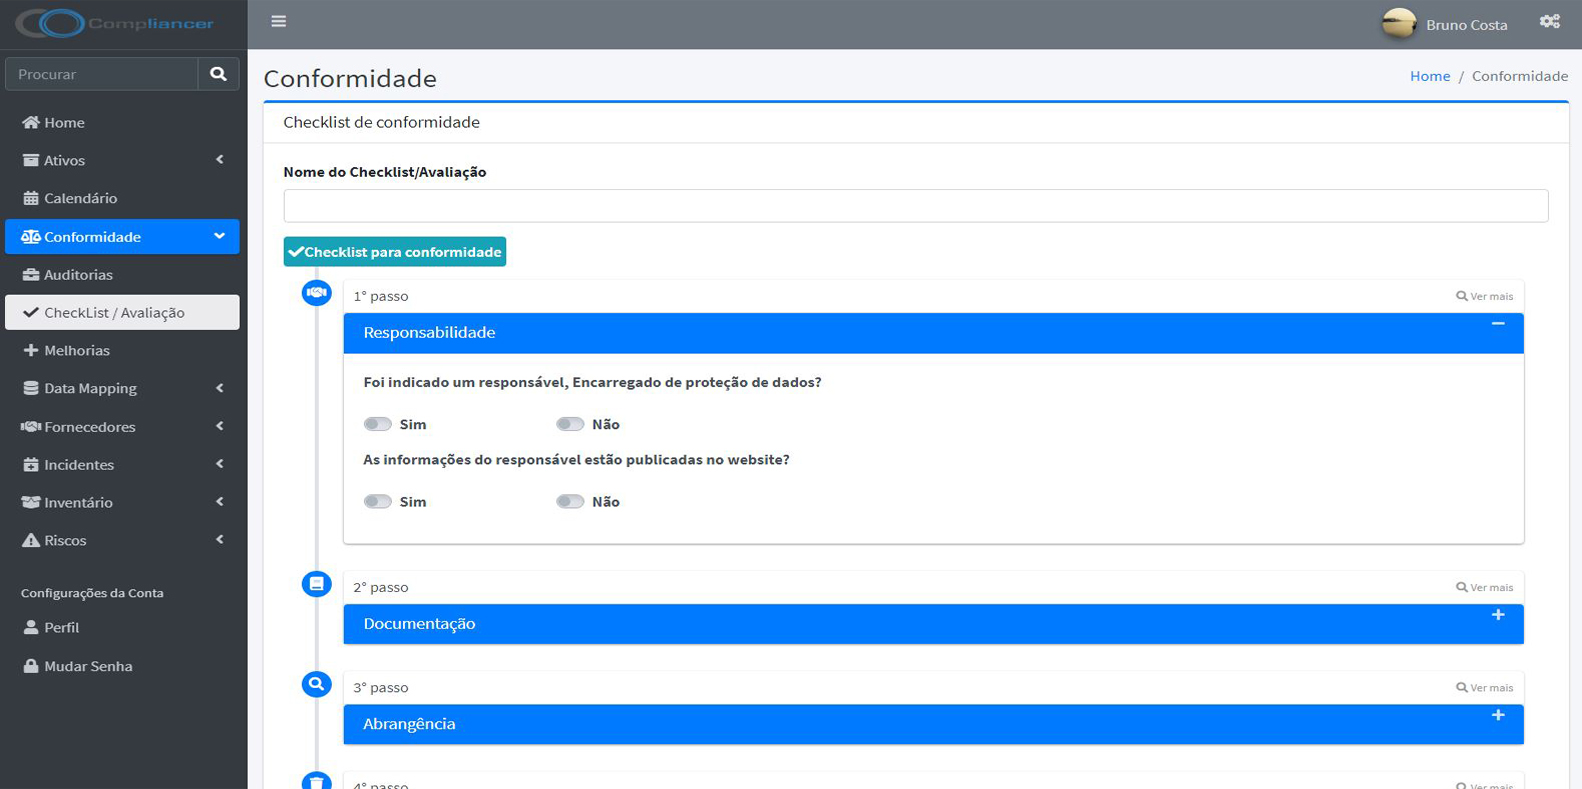 Compliancer
Bruno Costa
Procurar
Home
Ativos
Calendário
Conformidade
Auditorias
CheckList / Avaliação
Melhorias
Data Mapping
Fornecedores
Incidentes
Inventário
Riscos
Configurações da Conta
Perfil
Mudar Senha
Conformidade
Home / Conformidade
Checklist de conformidade
Nome do Checklist/Avaliação
Checklist para conformidade
1° passo
Ver mais
Responsabilidade
Foi indicado um responsável, Encarregado de proteção de dados?
Sim Não
As informações do responsável estão publicadas no website?
Sim Não
2° passo
Ver mais
Documentação
3° passo
Ver mais
Abrangência
4° passo
Ver mais